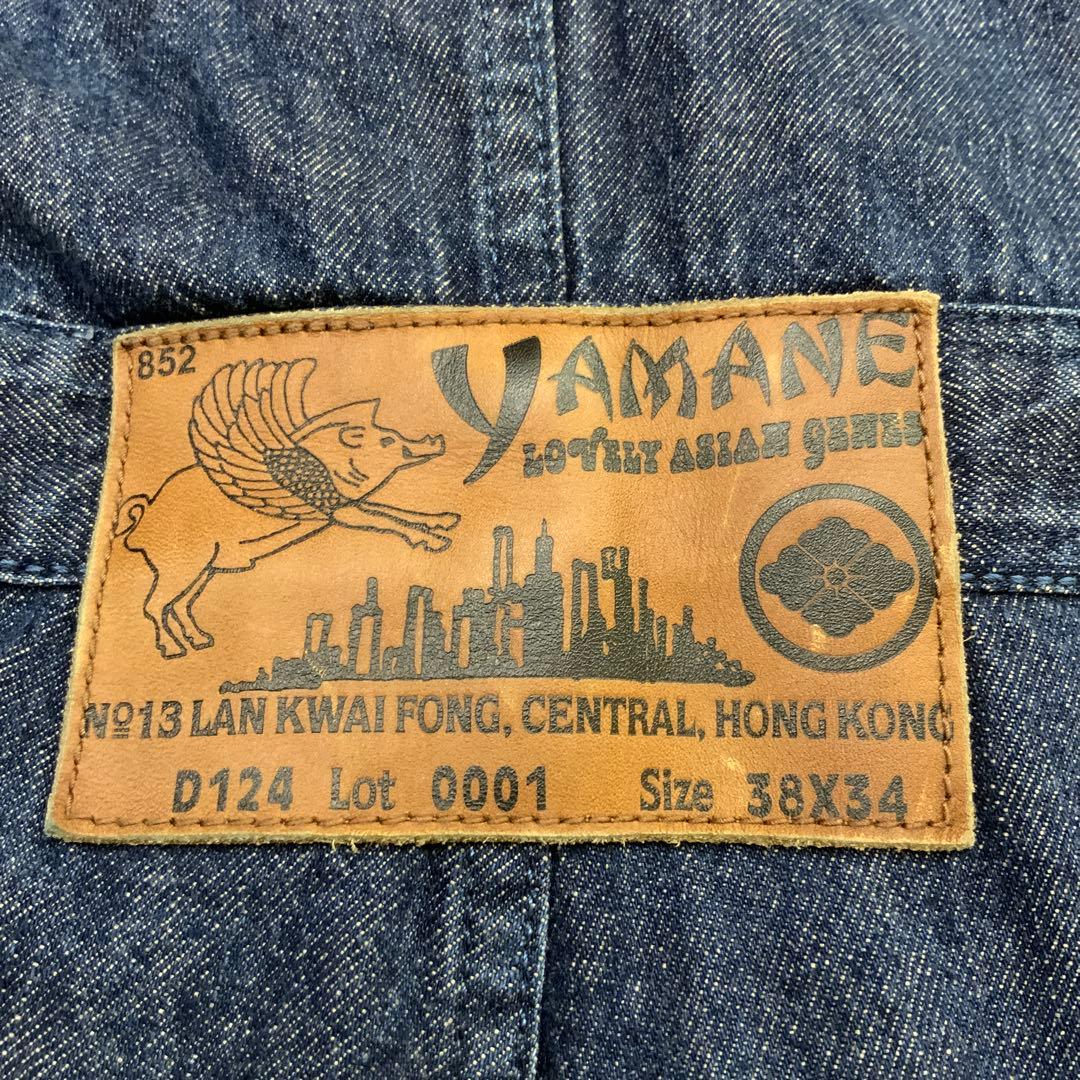 852
YAMANE
LOVELY ASIAN GENES
Nº13 LAN KWAI FONG, CENTRAL, HONG KONG
D124 Lot 0001 Size 38X34